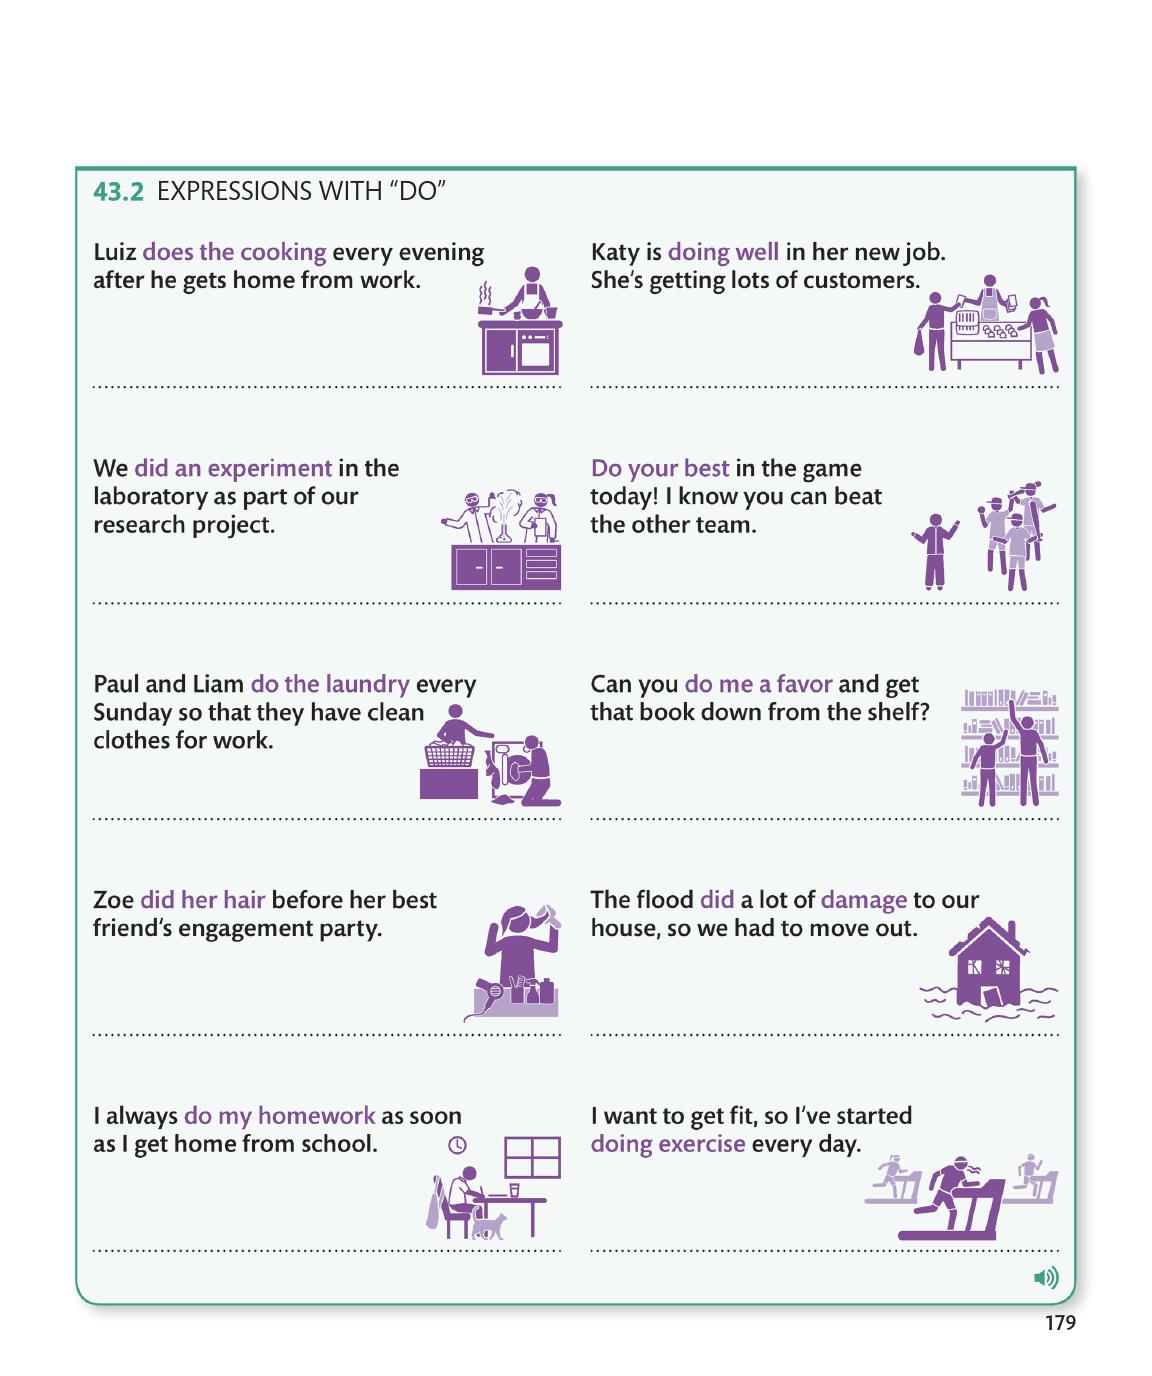 43.2 EXPRESSIONS WITH “DO”
Luiz does the cooking every evening
after he gets home from work.
Katy is doing well in her new job.
She’s getting lots of customers.
We did an experiment in the
laboratory as part of our
research project.
Do your best in the game
today! I know you can beat
the other team.
Paul and Liam do the laundry every
Sunday so that they have clean
clothes for work.
Can you do me a favor and get
that book down from the shelf?
Zoe did her hair before her best
friend’s engagement party.
The flood did a lot of damage to our
house, so we had to move out.
I always do my homework as soon
as I get home from school.
I want to get fit, so I’ve started
doing exercise every day.
179